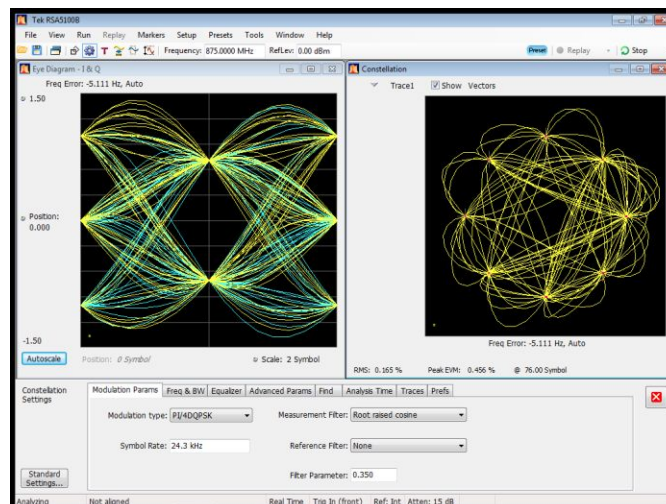 Tek RSA5100B
File View Run Replay Markers Setup Presets Tools Window Help
T Frequency: 875.0000 MHz RefLev: 0.00 dBm Preset Replay Stop
Eye Diagram - I & Q
Freq Error: -5.111 Hz, Auto
1.50
Position:
0.000
-1.50
Autoscale Position: 0 Symbol Scale: 2 Symbol
Constellation
Trace1 Show Vectors
Freq Error: -5.111 Hz, Auto
RMS: 0.165 % Peak EVM: 0.456 % @ 76.00 Symbol
Constellation
Settings
Modulation Params Freq & BW Equalizer Advanced Params Find Analysis Time Traces Prefs
Modulation type: PI/4DQPSK Measurement Filter: Root raised cosine
Symbol Rate: 24.3 kHz Reference Filter: None
Filter Parameter: 0.350
Standard
Settings...
Analyzing Not aligned Real Time Trig In (front) Ref: Int Atten: 15 dB